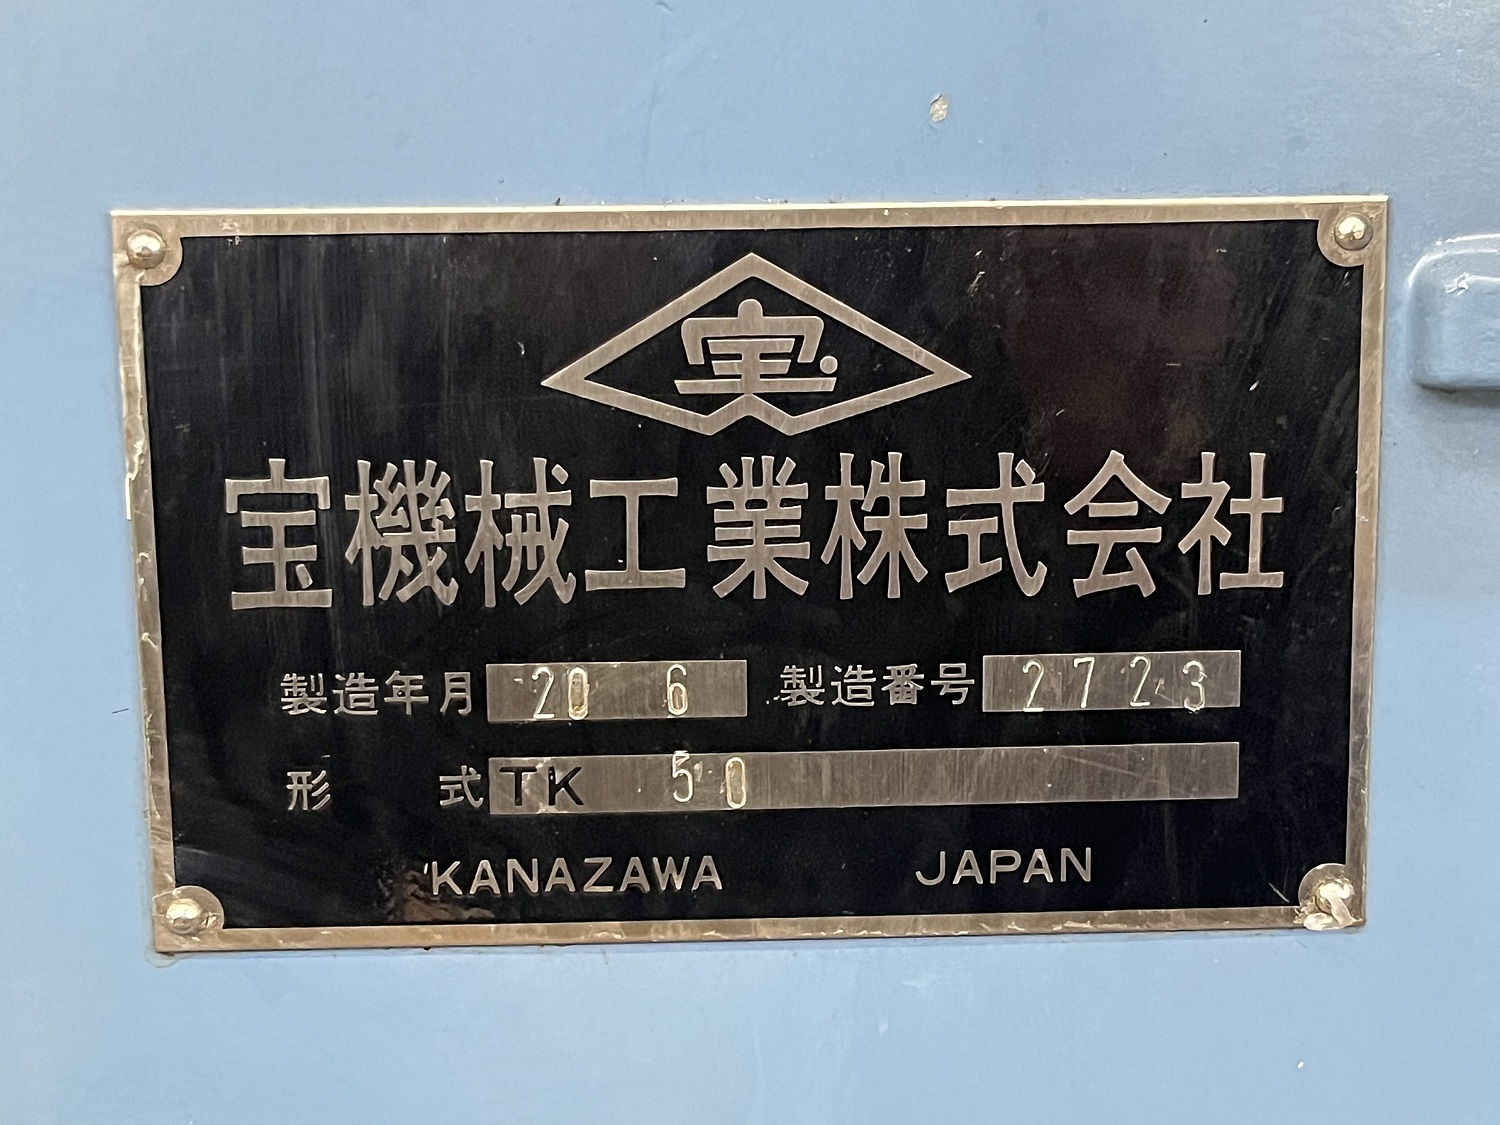 宝
宝機械工業株式会社
製造年月 20 6 製造番号 2723
形式 TK 50
KANAZAWA JAPAN